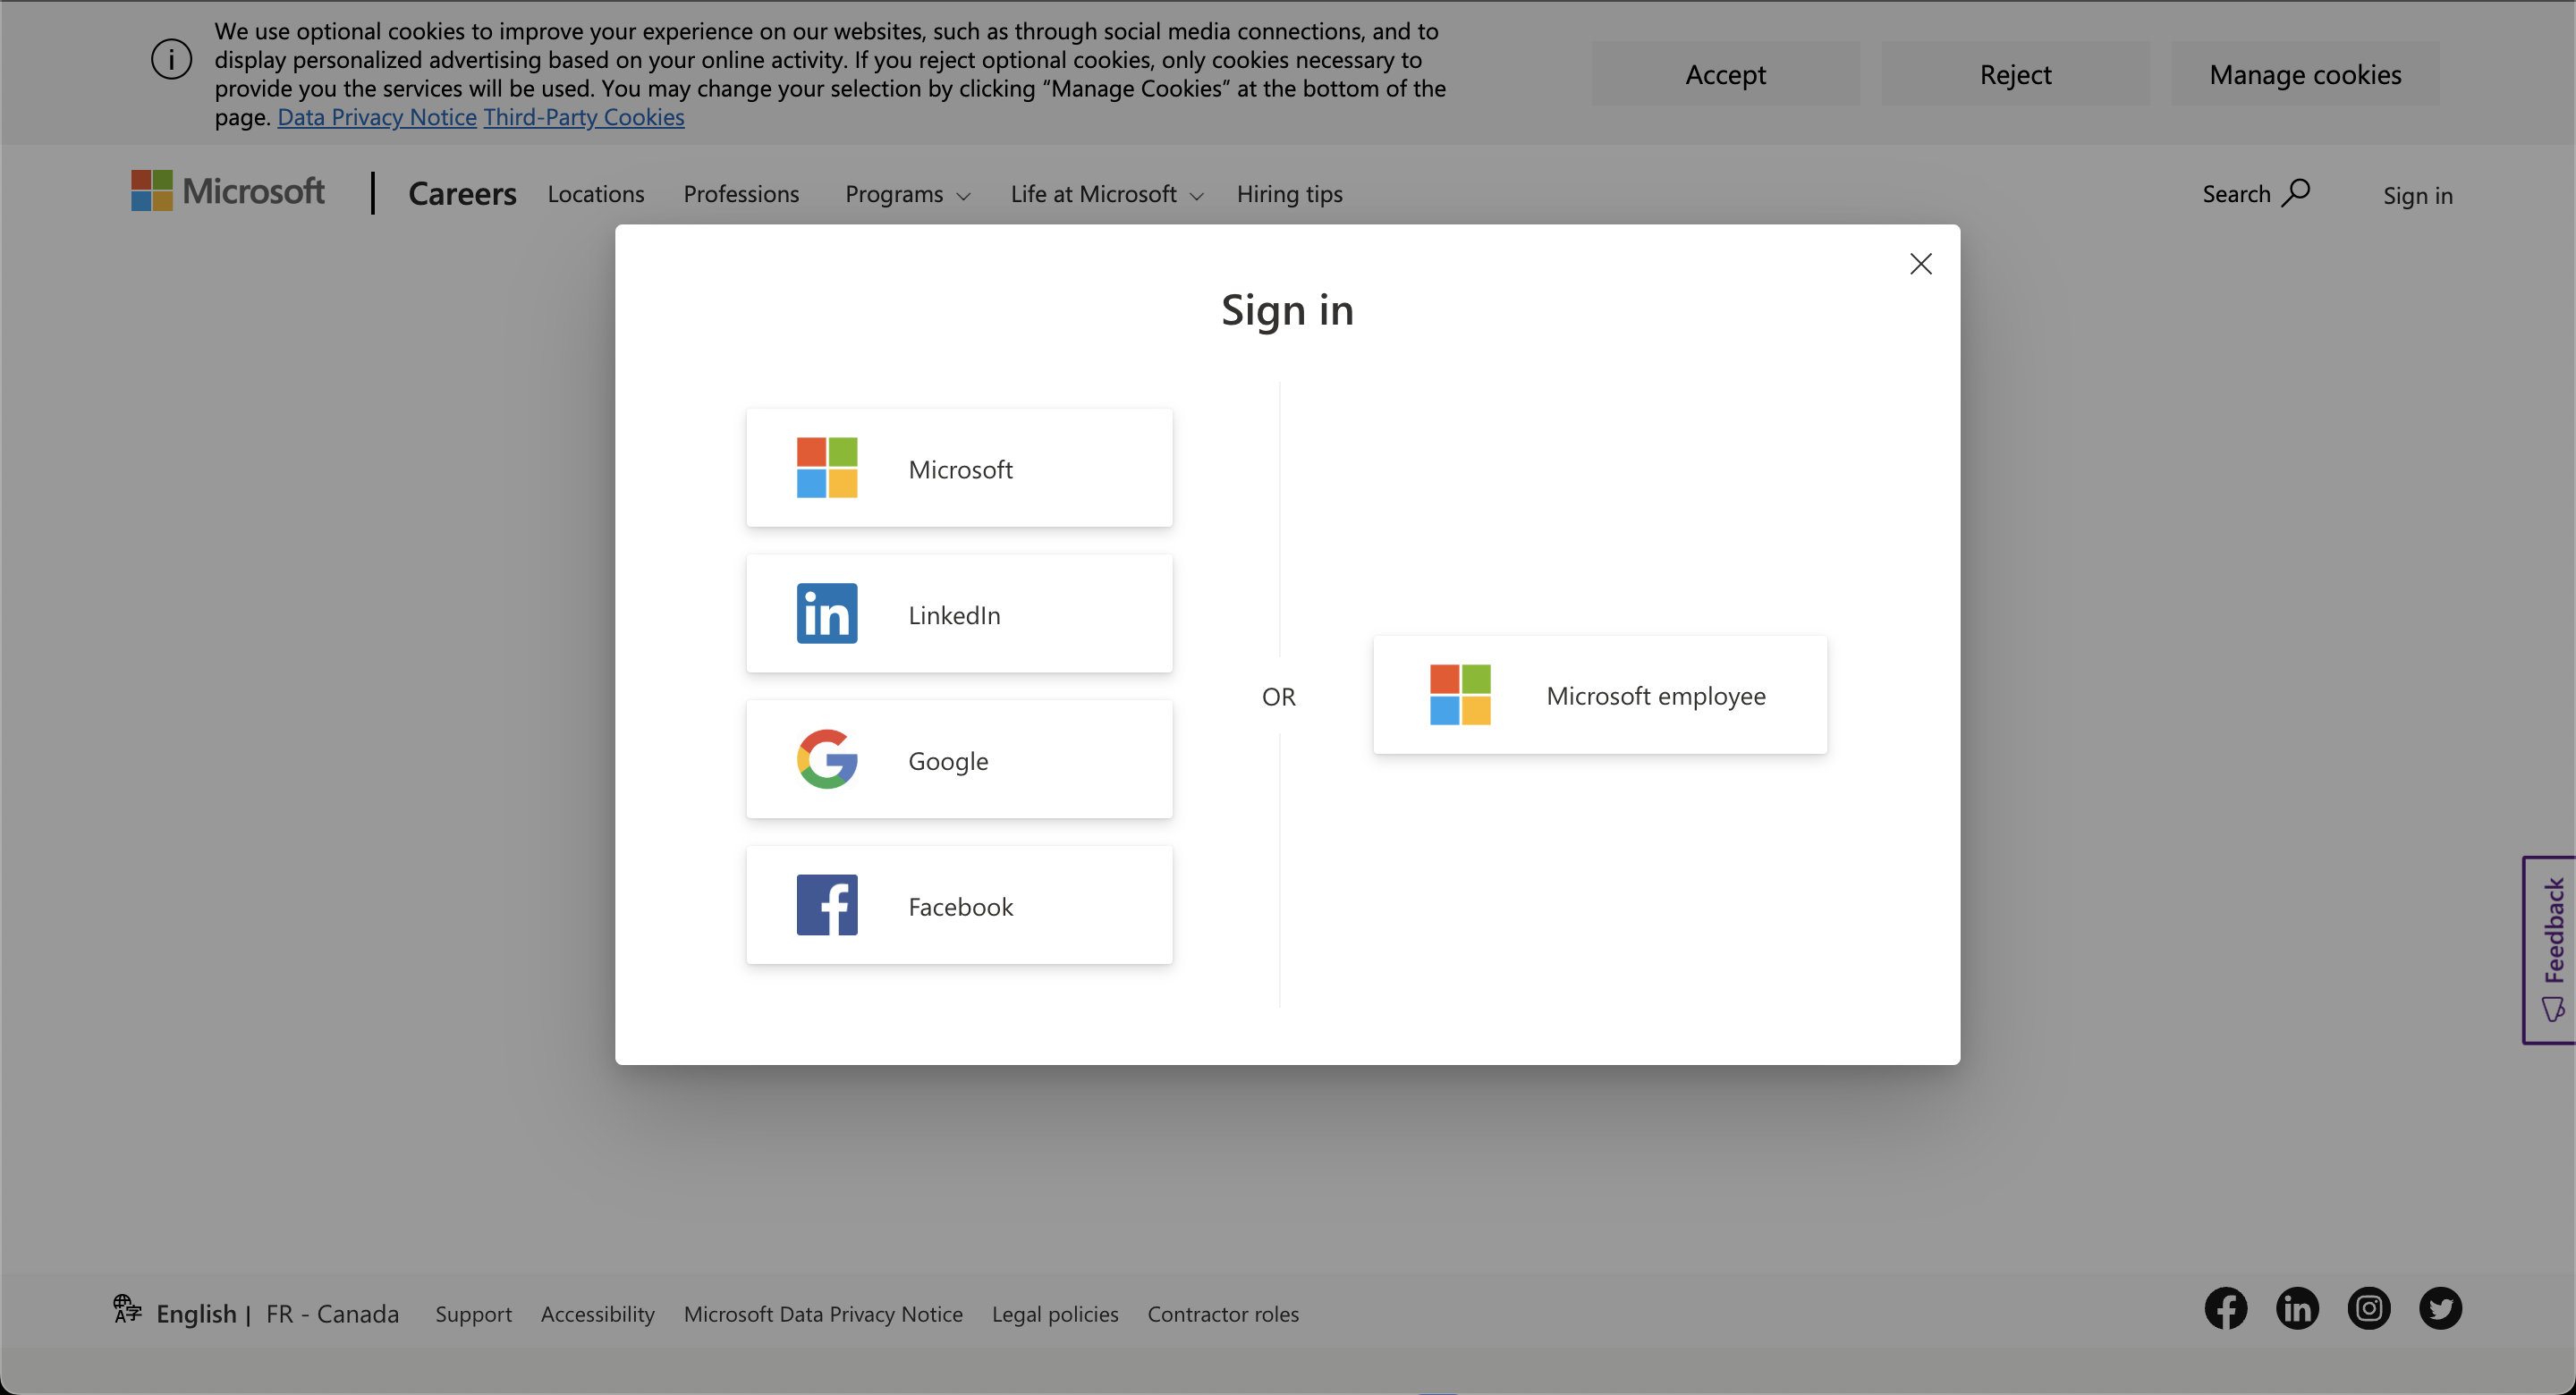 We use optional cookies to improve your experience on our websites, such as through social media connections, and to
display personalized advertising based on your online activity. If you reject optional cookies, only cookies necessary to
provide you the services will be used. You may change your selection by clicking “Manage Cookies” at the bottom of the
page. Data Privacy Notice Third-Party Cookies
Accept
Reject
Manage cookies
Microsoft
Careers
Locations
Professions
Programs
Life at Microsoft
Hiring tips
Search
Sign in
Sign in
Microsoft
LinkedIn
Google
Facebook
OR
Microsoft employee
Feedback
English | FR - Canada
Support
Accessibility
Microsoft Data Privacy Notice
Legal policies
Contractor roles